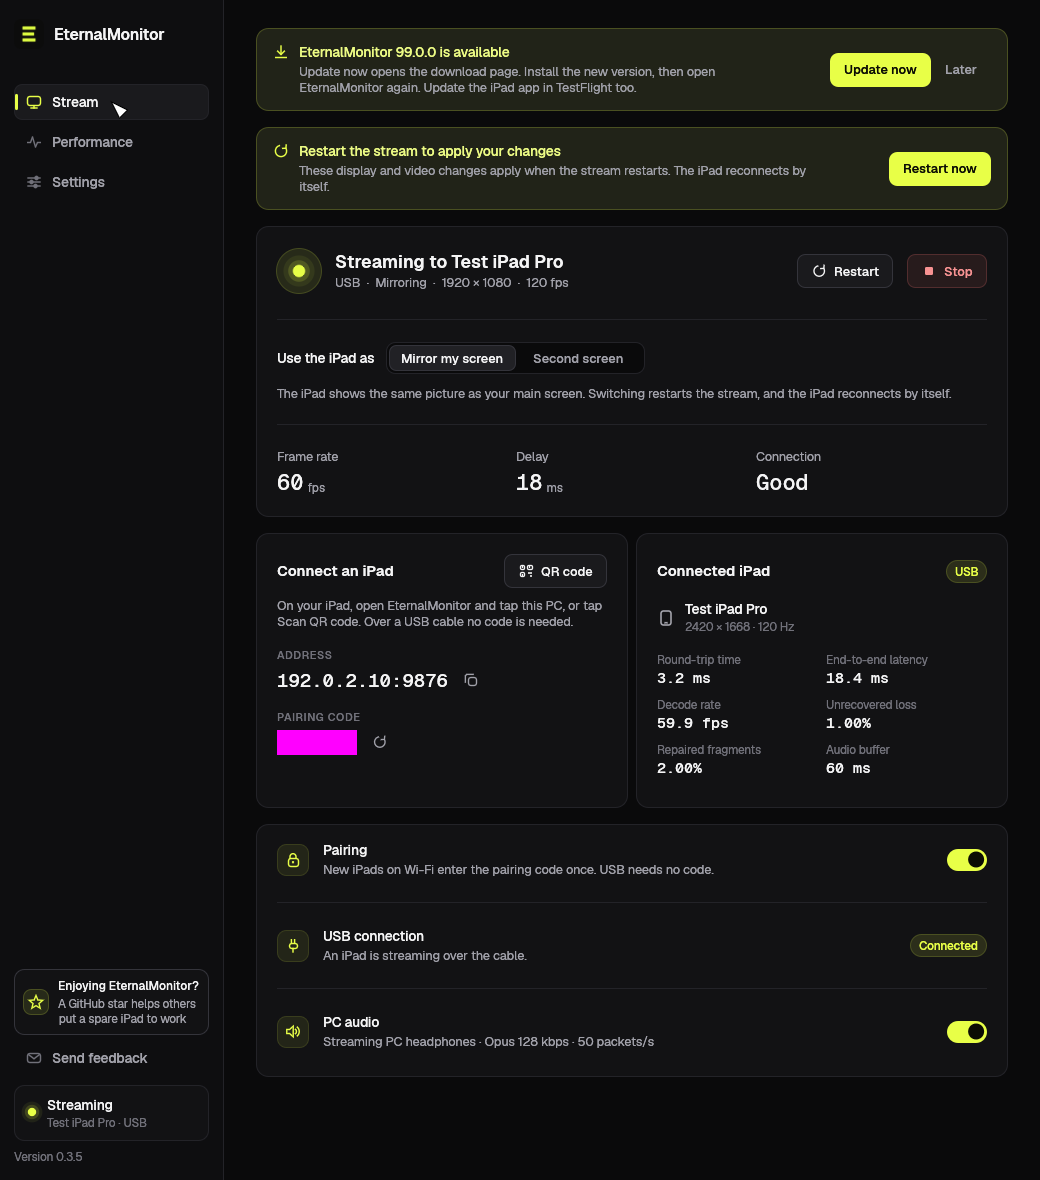 EternalMonitor
Stream
Performance
Settings
Enjoying EternalMonitor?
A GitHub star helps others
put a spare iPad to work
Send feedback
Streaming
Test iPad Pro · USB
Version 0.3.5
EternalMonitor 99.0.0 is available
Update now opens the download page. Install the new version, then open
EternalMonitor again. Update the iPad app in TestFlight too.
Update now
Later
Restart the stream to apply your changes
These display and video changes apply when the stream restarts. The iPad reconnects by
itself.
Restart now
Streaming to Test iPad Pro
USB · Mirroring · 1920 × 1080 · 120 fps
Restart
Stop
Use the iPad as
Mirror my screen
Second screen
The iPad shows the same picture as your main screen. Switching restarts the stream, and the iPad reconnects by itself.
Frame rate
60 fps
Delay
18 ms
Connection
Good
Connect an iPad
QR code
On your iPad, open EternalMonitor and tap this PC, or tap
Scan QR code. Over a USB cable no code is needed.
ADDRESS
192.0.2.10:9876
PAIRING CODE
Connected iPad
USB
Test iPad Pro
2420 × 1668 · 120 Hz
Round-trip time
3.2 ms
End-to-end latency
18.4 ms
Decode rate
59.9 fps
Unrecovered loss
1.00%
Repaired fragments
2.00%
Audio buffer
60 ms
Pairing
New iPads on Wi-Fi enter the pairing code once. USB needs no code.
USB connection
An iPad is streaming over the cable.
Connected
PC audio
Streaming PC headphones · Opus 128 kbps · 50 packets/s